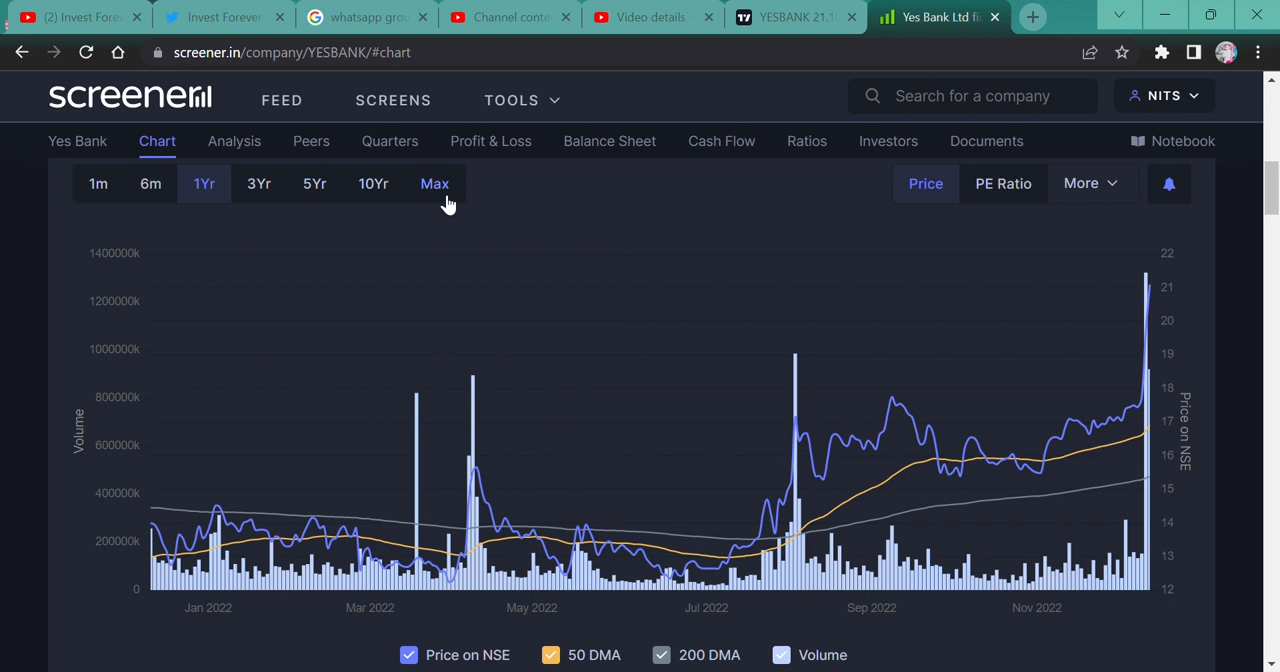 (2) Invest Fore
Invest Forever
whatsapp grou
Channel conte
Video details -
YESBANK 21.1
Yes Bank Ltd fi
screener.in/company/YESBANK/#chart
screener
FEED
SCREENS
TOOLS
Search for a company
NITS
Yes Bank
Chart
Analysis
Peers
Quarters
Profit & Loss
Balance Sheet
Cash Flow
Ratios
Investors
Documents
Notebook
1m
6m
1Yr
3Yr
5Yr
10Yr
Max
Price
PE Ratio
More
1400000k
1200000k
1000000k
800000k
600000k
400000k
200000k
0
Volume
22
21
20
19
18
17
16
15
14
13
12
Price on NSE
Jan 2022
Mar 2022
May 2022
Jul 2022
Sep 2022
Nov 2022
Price on NSE
50 DMA
200 DMA
Volume